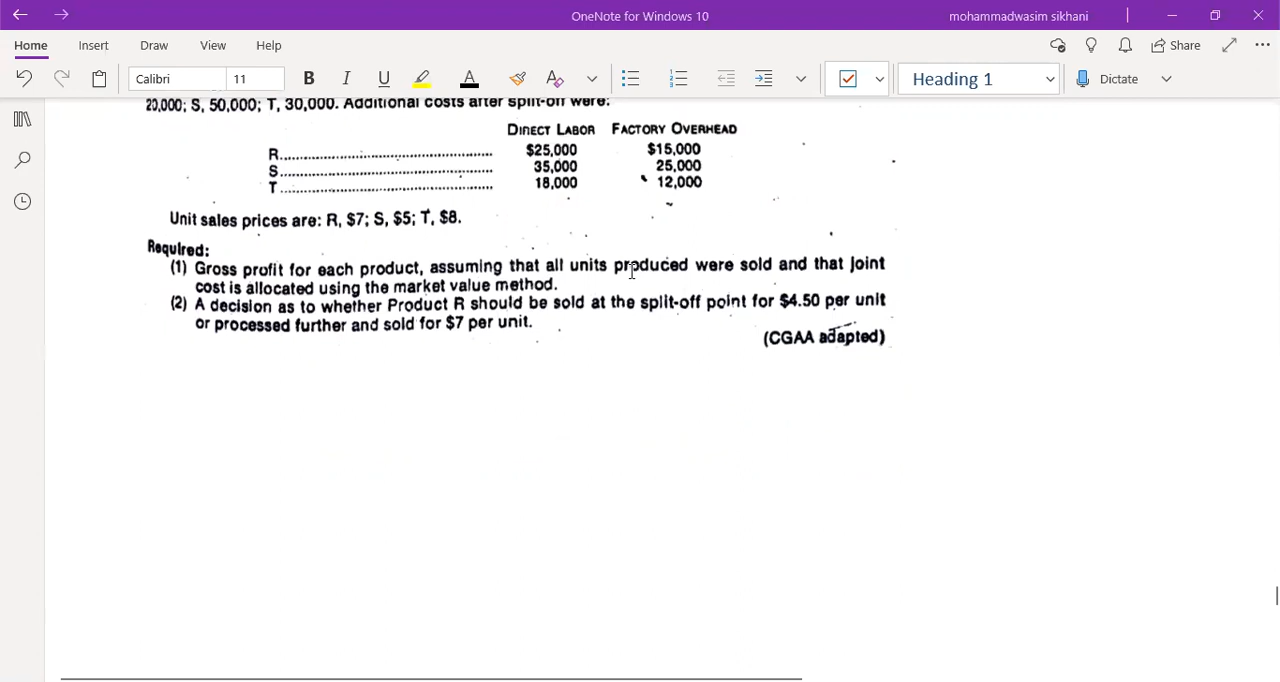 OneNote for Windows 10
mohammadwasim sikhani
Home Insert Draw View Help
Share
Calibri 11 B I U A A Heading 1 Dictate
20,000; S, 50,000; T, 30,000. Additional costs after split-off were:
DIRECT LABOR FACTORY OVERHEAD
R.................................................... $25,000 $15,000
S.................................................... 35,000 25,000
T.................................................... 18,000 12,000
Unit sales prices are: R, $7; S, $5; T, $8.
Required:
(1) Gross profit for each product, assuming that all units produced were sold and that joint
cost is allocated using the market value method.
(2) A decision as to whether Product R should be sold at the split-off point for $4.50 per unit
or processed further and sold for $7 per unit.
(CGAA adapted)